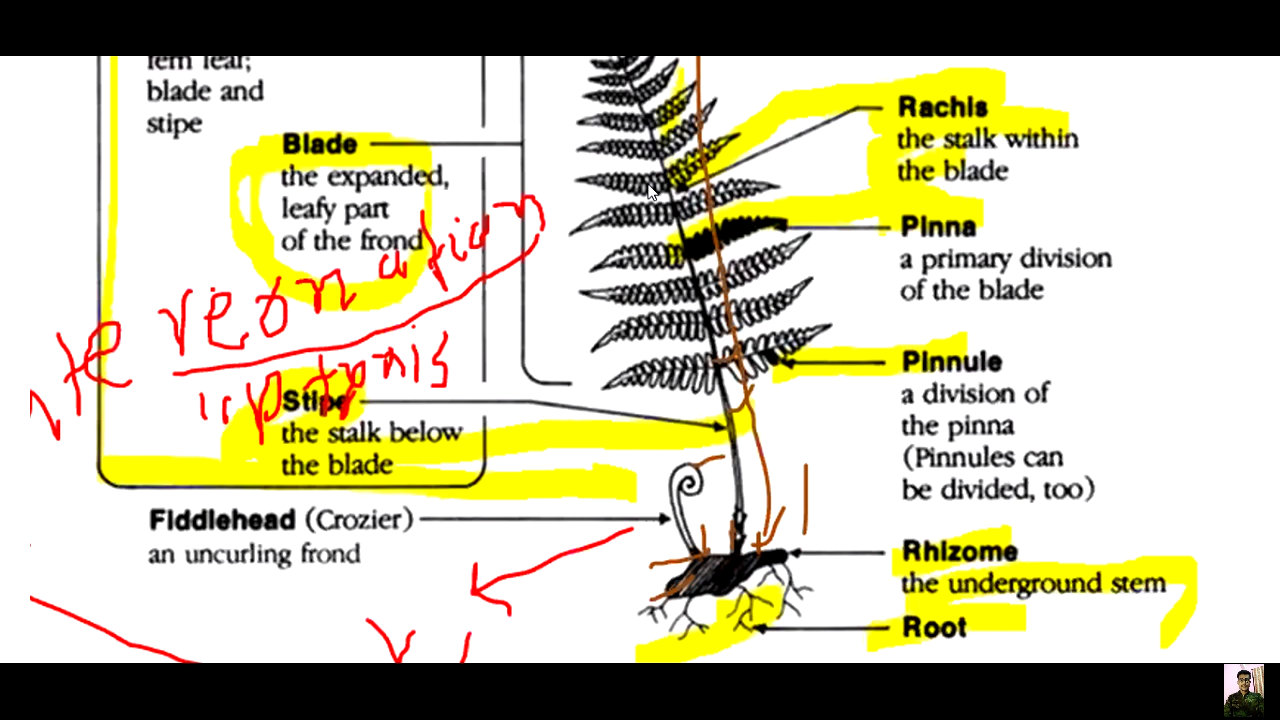 fern leaf;
blade and
stipe
Blade
the expanded,
leafy part
of the frond
Stipe
the stalk below
the blade
Fiddlehead (Crozier)
an uncurling frond
Rachis
the stalk within
the blade
Pinna
a primary division
of the blade
Pinnule
a division of
the pinna
(Pinnules can
be divided, too)
Rhizome
the underground stem
Root